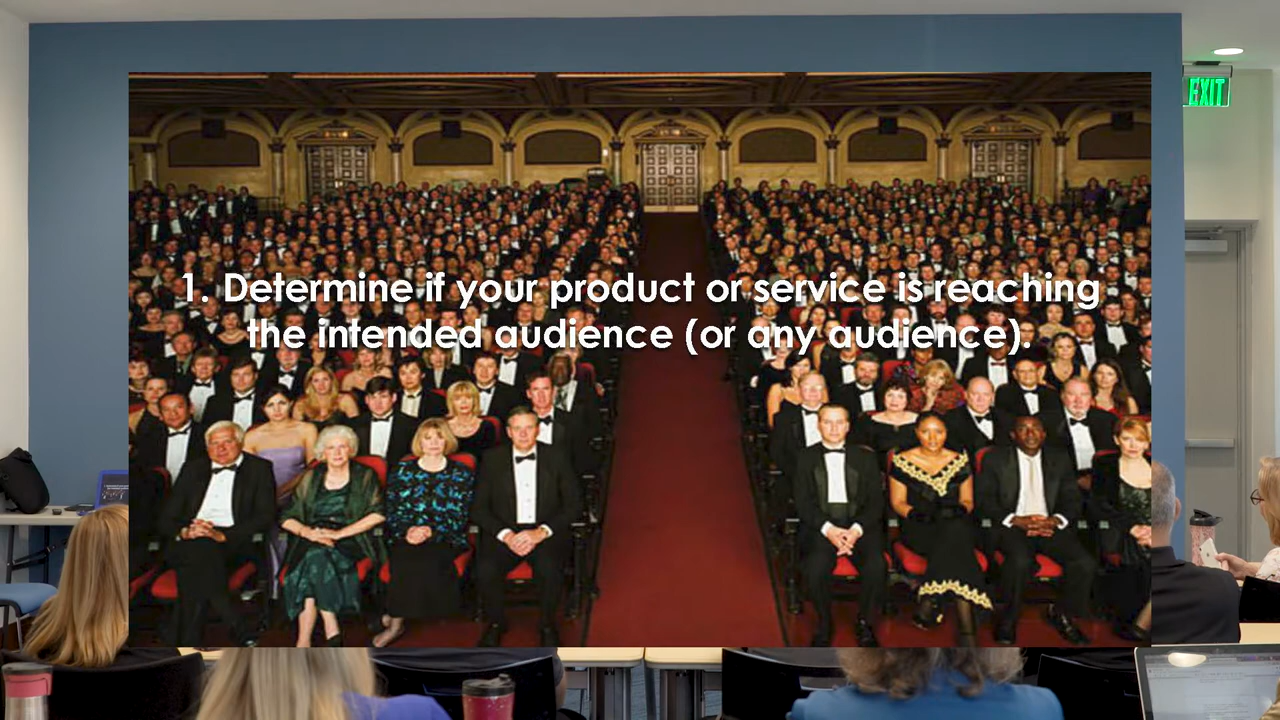 EXIT
1. Determine if your product or service is reaching
the intended audience (or any audience).